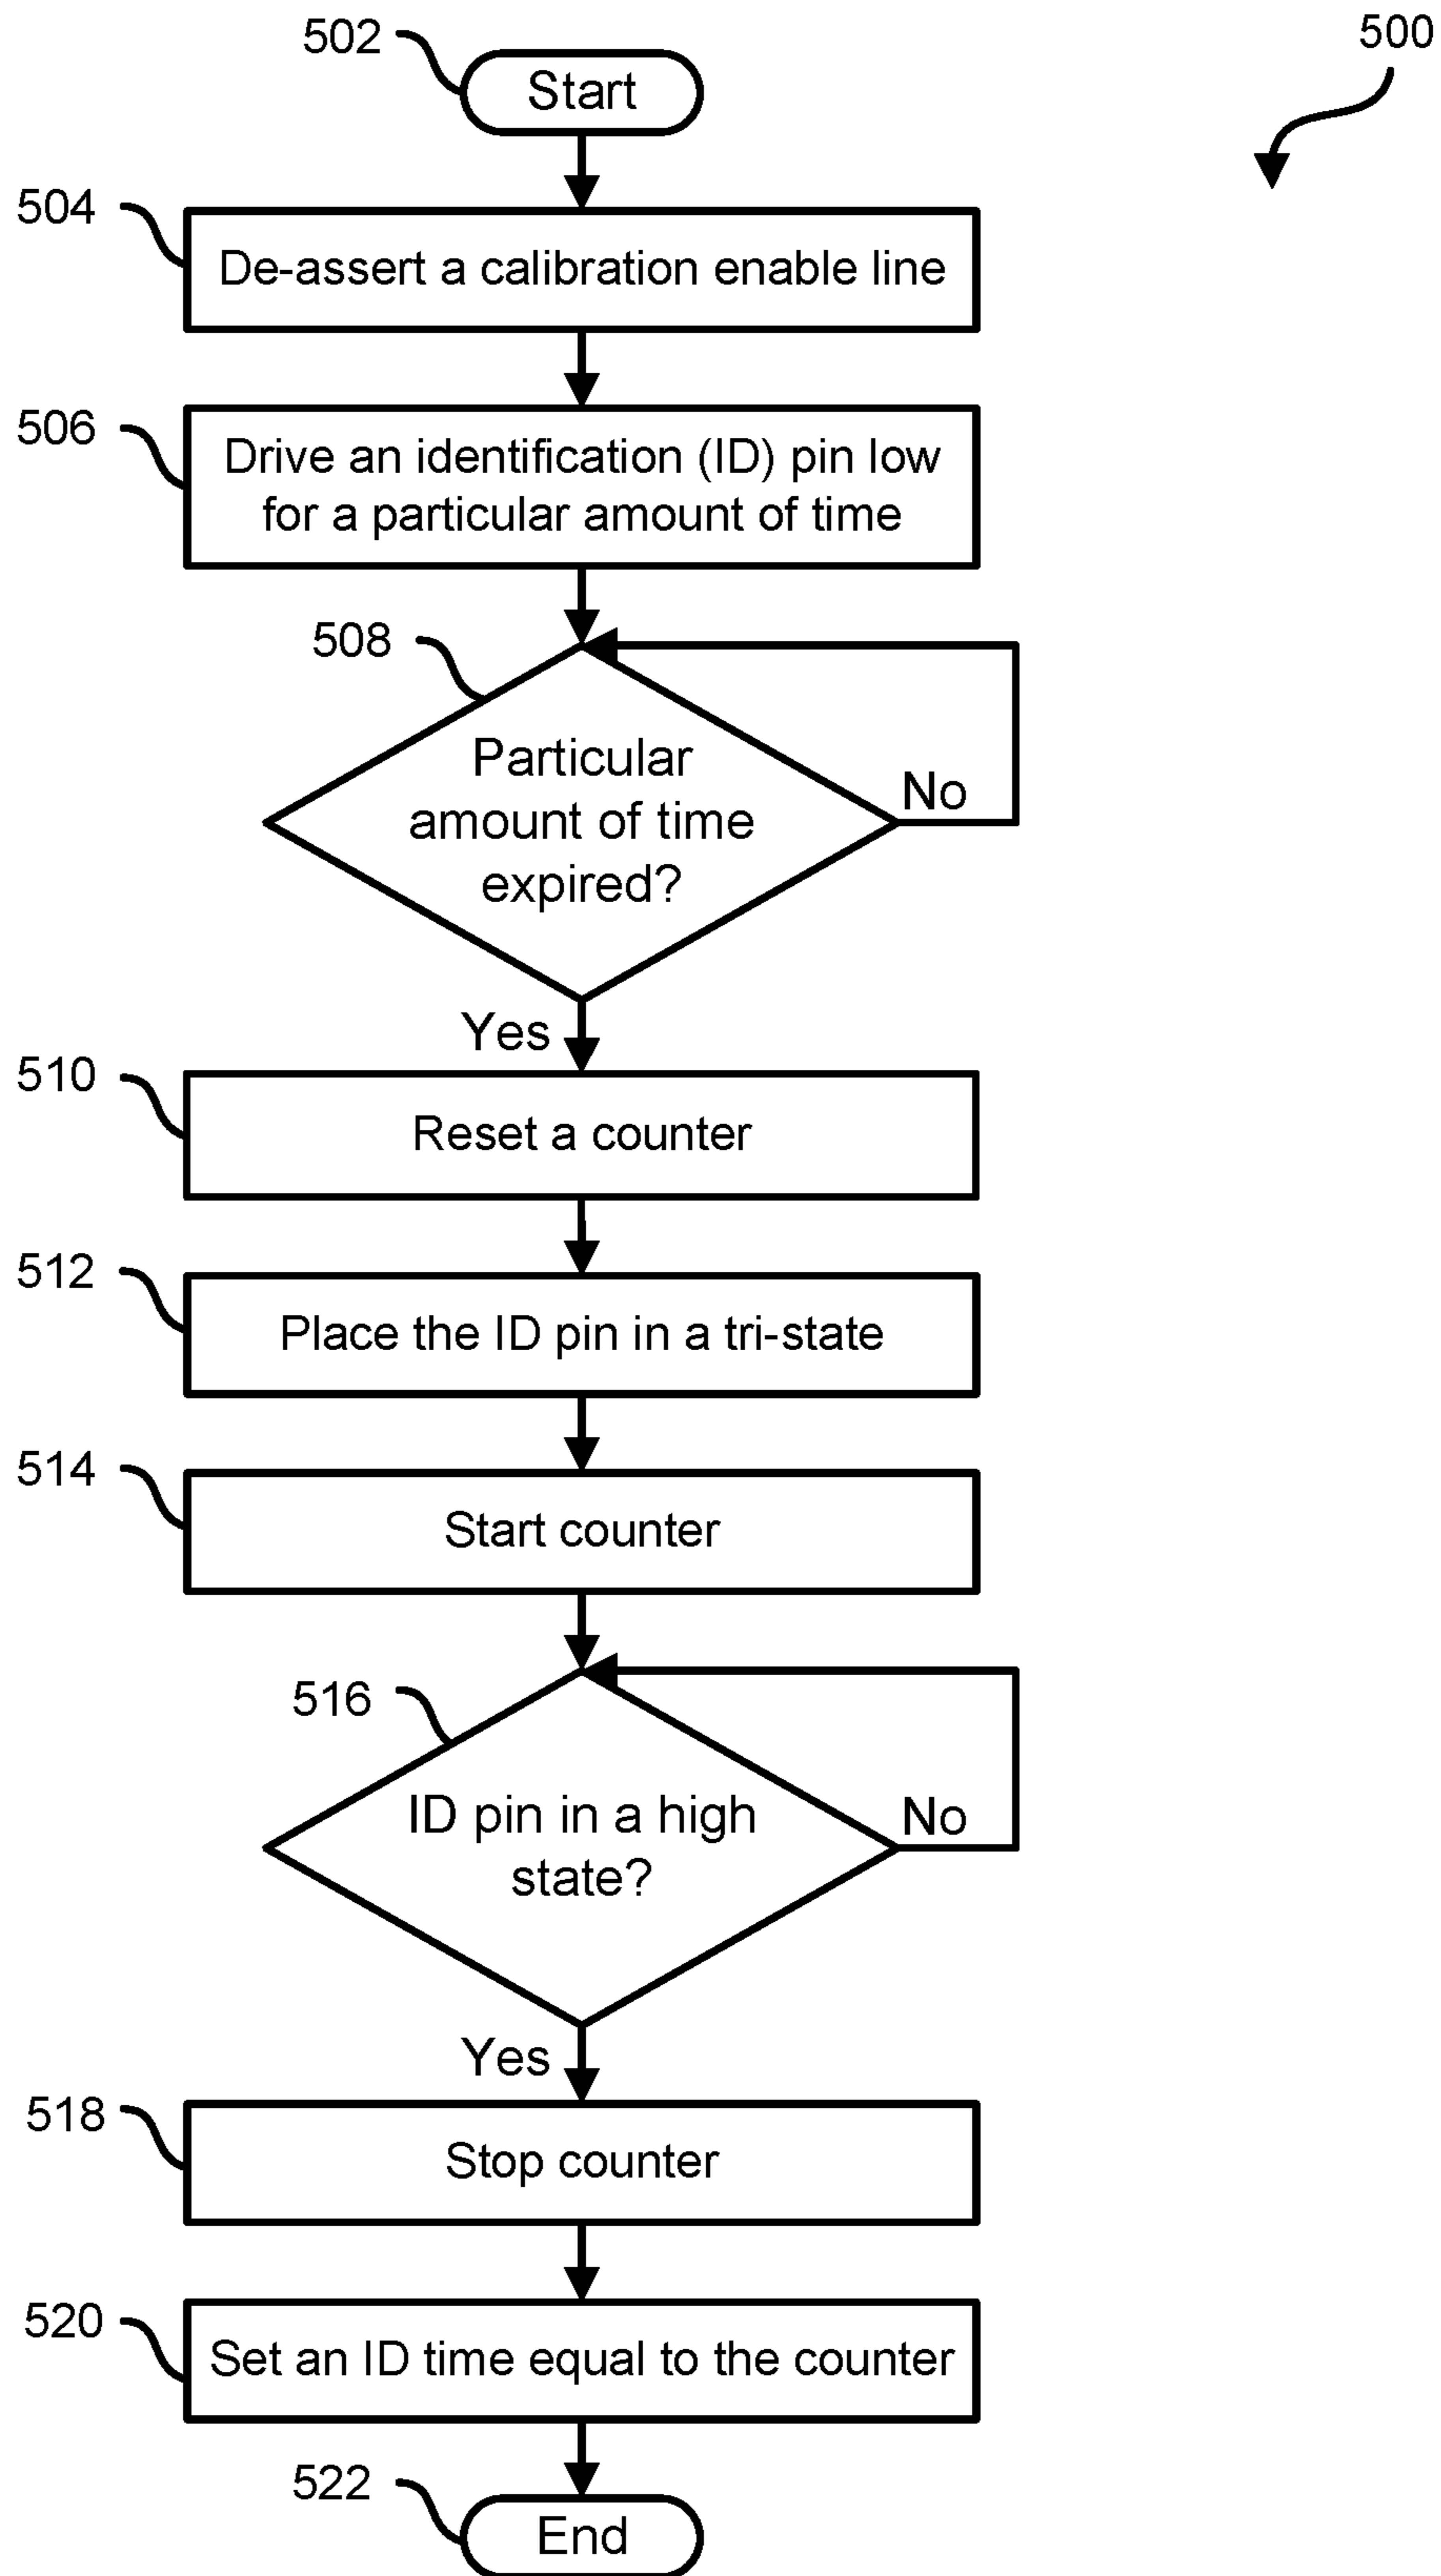 500
502
Start
504
De-assert a calibration enable line
506
Drive an identification (ID) pin low
for a particular amount of time
508
Particular
amount of time
expired?
No
Yes
510
Reset a counter
512
Place the ID pin in a tri-state
514
Start counter
516
ID pin in a high
state?
No
Yes
518
Stop counter
520
Set an ID time equal to the counter
522
End